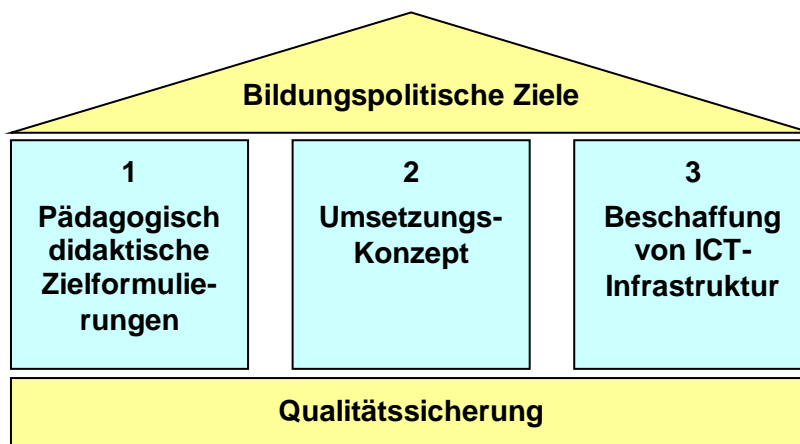 Bildungspolitische Ziele
1
Pädagogisch
didaktische
Zielformulie-
rungen
2
Umsetzungs-
Konzept
3
Beschaffung
von ICT-
Infrastruktur
Qualitätssicherung